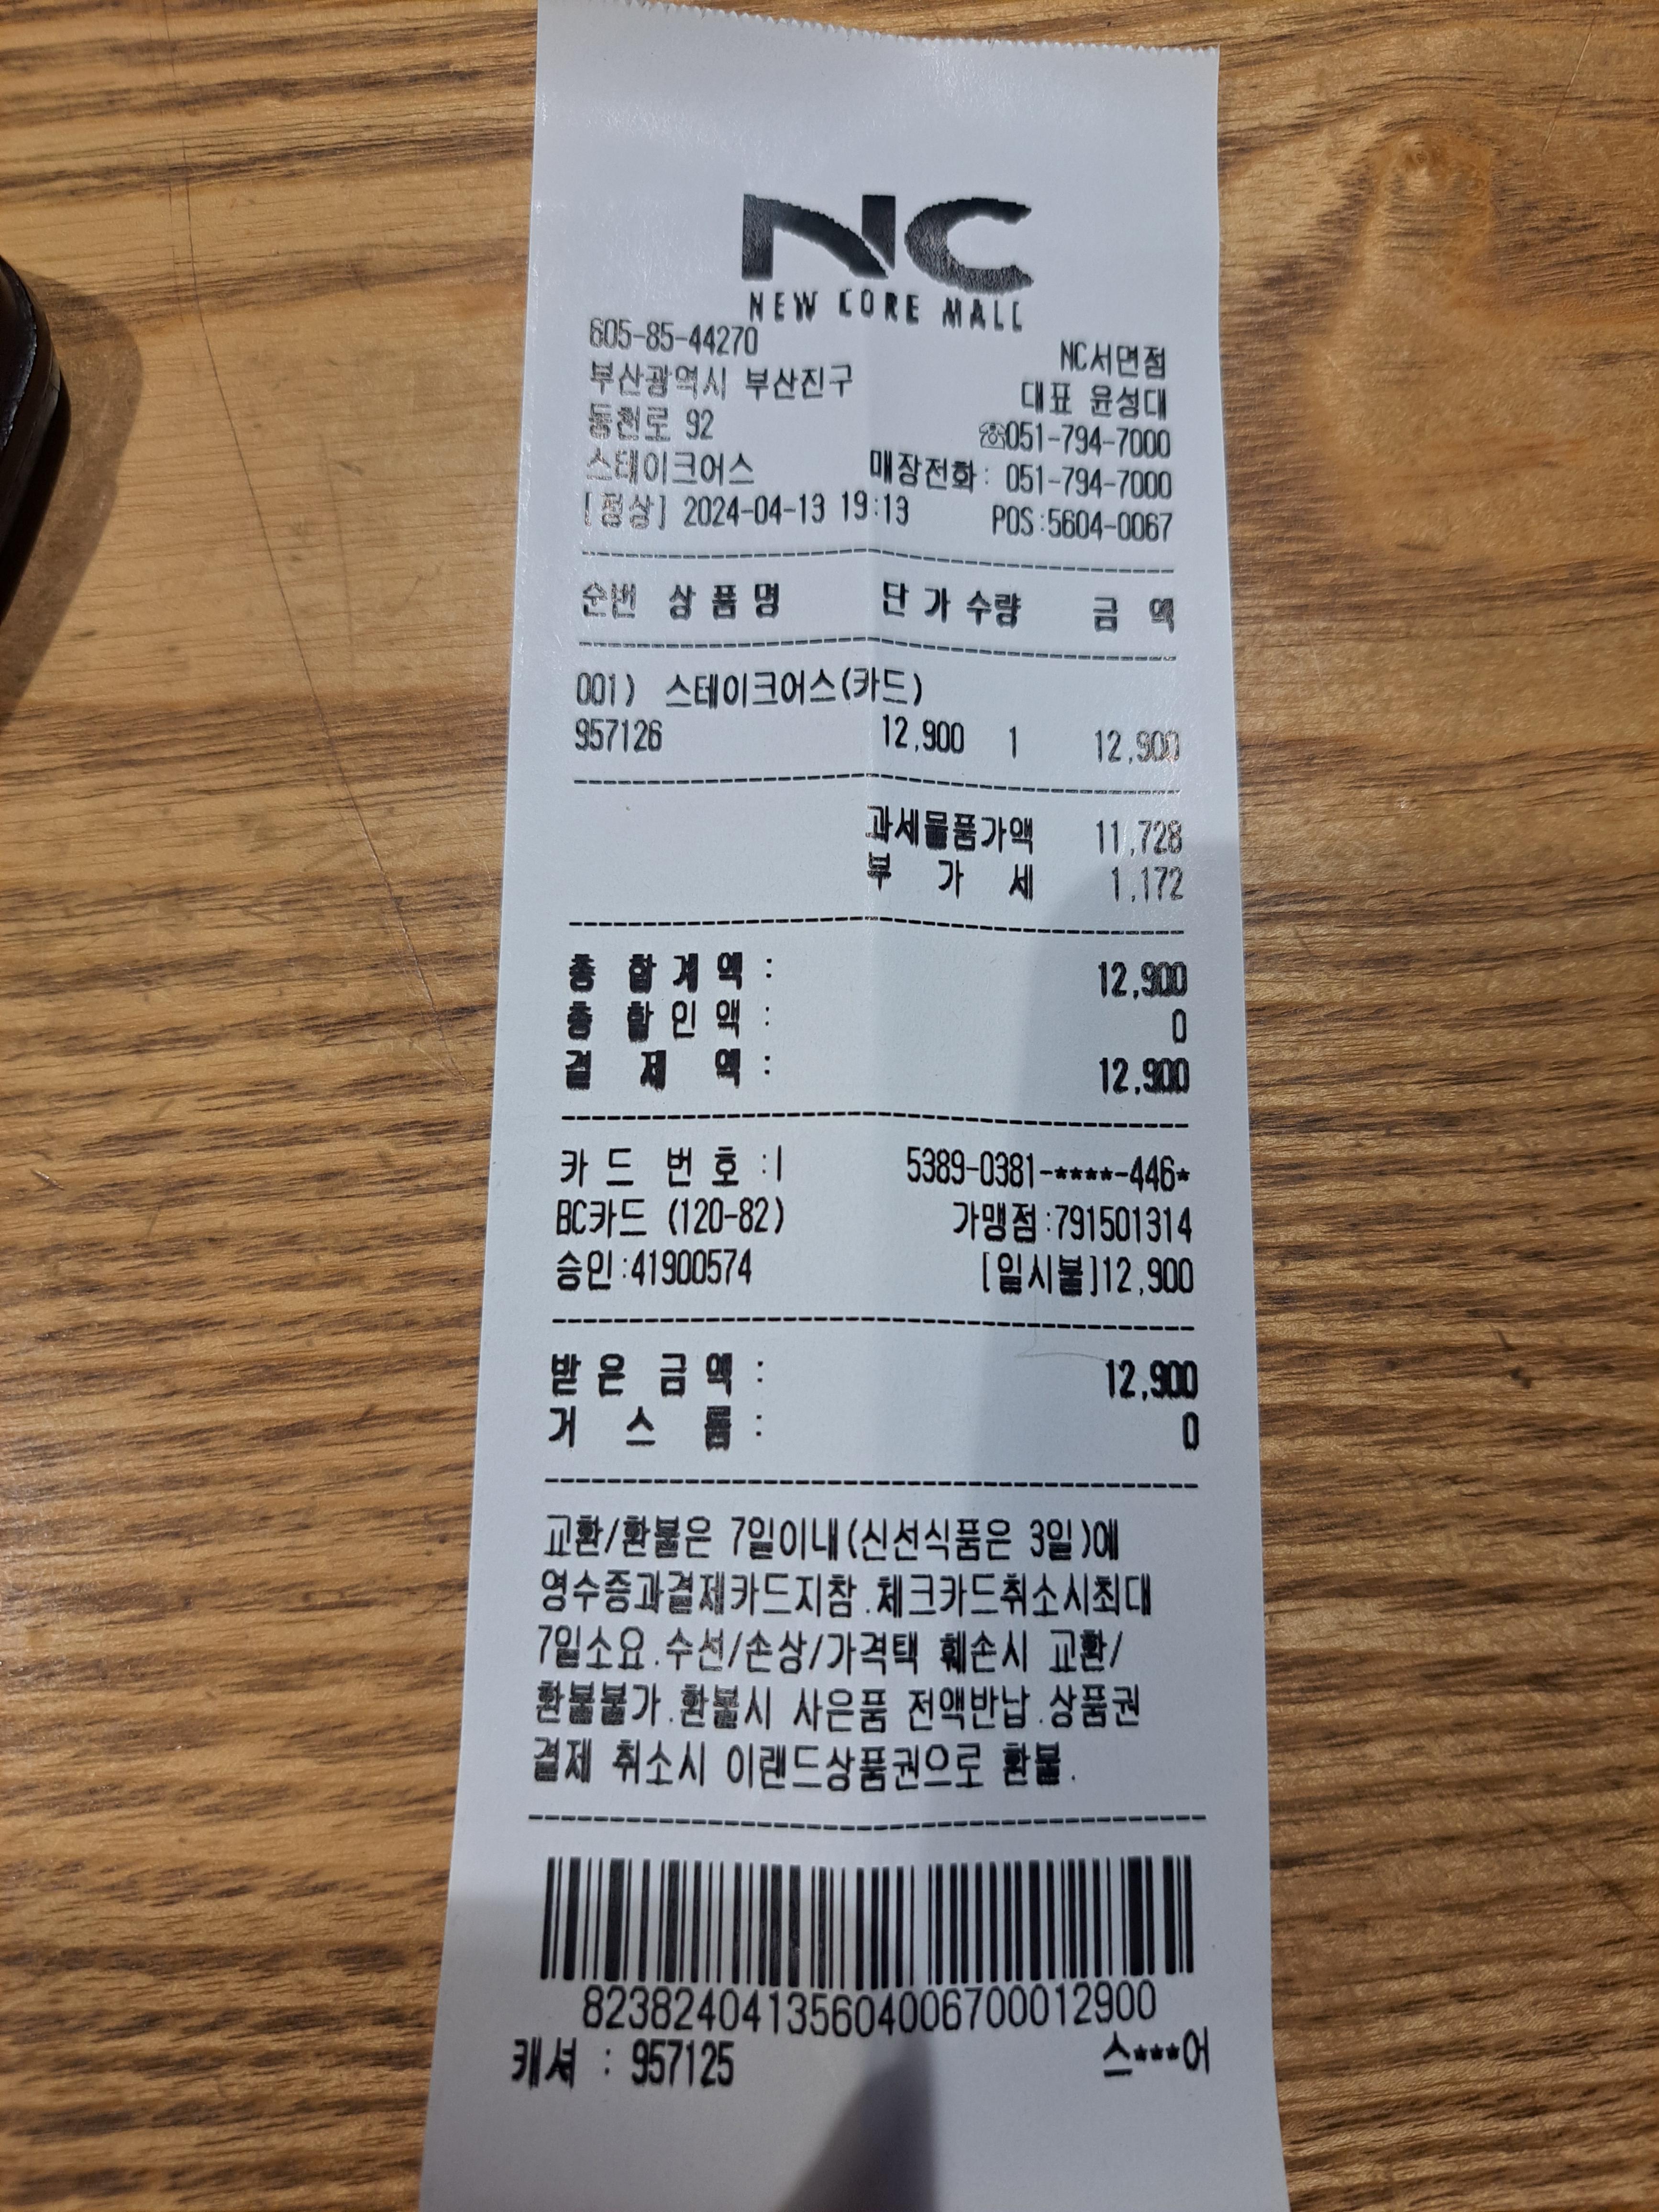 NC
NEW CORE MALL
605-85-44270 NC서면점
부산광역시 부산진구 대표 윤성대
동천로 92 ☏051-794-7000
스테이크어스 매장전화: 051-794-7000
[정상] 2024-04-13 19:13 POS:5604-0067
순번 상 품 명 단 가 수량 금 액
001) 스테이크어스(카드)
957126 12,900 1 12,900
과세물품가액 11,728
부 가 세 1,172
총 합 계 액 : 12,900
총 할 인 액 : 0
결 제 액 : 12,900
카 드 번 호 :I 5389-0381-****-446*
BC카드 (120-82) 가맹점:791501314
승인:41900574 [일시불]12,900
받 은 금 액 : 12,900
거 스 름 : 0
교환/환불은 7일이내(신선식품은 3일)에
영수증과결제카드지참.체크카드취소시최대
7일소요.수선/손상/가격택 훼손시 교환/
환불불가.환불시 사은품 전액반납.상품권
결제 취소시 이랜드상품권으로 환불.
82382404135604006700012900
캐셔 : 957125 스***어